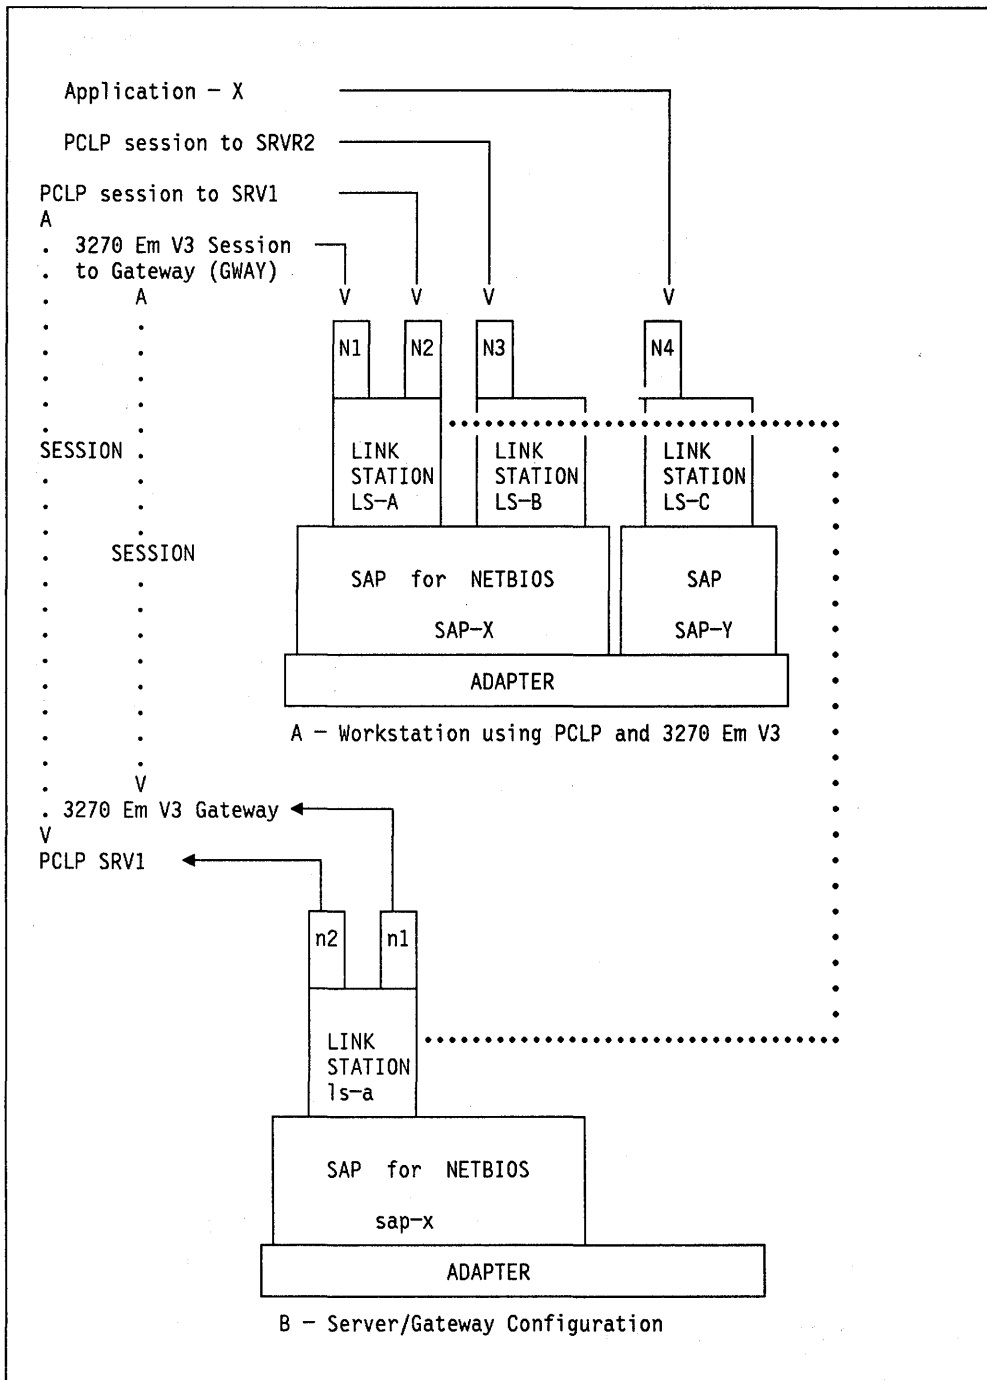 Application — X
PCLP session to SRVR2
PCLP session to SRV1
A
3270 Em V3 Session
to Gateway (GWAY)
A
V V V V
N1 N2 N3 N4
SESSION
LINK LINK LINK
STATION STATION STATION
LS—A LS—B LS—C
SESSION
SAP for NETBIOS SAP
SAP—X SAP—Y
ADAPTER
A — Workstation using PCLP and 3270 Em V3
V
3270 Em V3 Gateway
V
PCLP SRV1
n2 n1
LINK
STATION
ls—a
SAP for NETBIOS
sap—x
ADAPTER
B — Server/Gateway Configuration